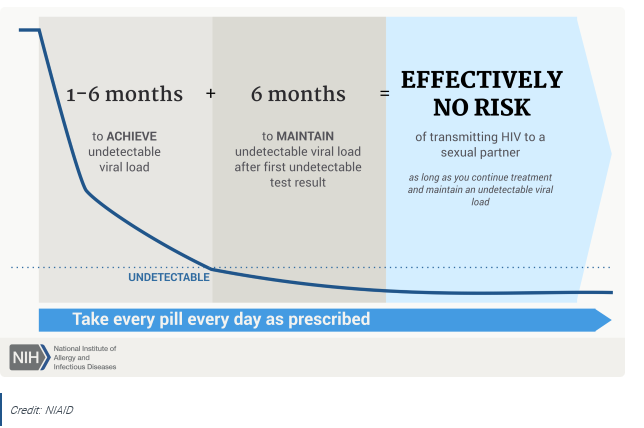 1-6 months + 6 months =
EFFECTIVELY
NO RISK
to ACHIEVE
undetectable
viral load
to MAINTAIN
undetectable viral load
after first undetectable
test result
of transmitting HIV to a
sexual partner
as long as you continue treatment
and maintain an undetectable viral
load
UNDETECTABLE
Take every pill every day as prescribed
NIH
National Institute of
Allergy and
Infectious Diseases
Credit: NIAID